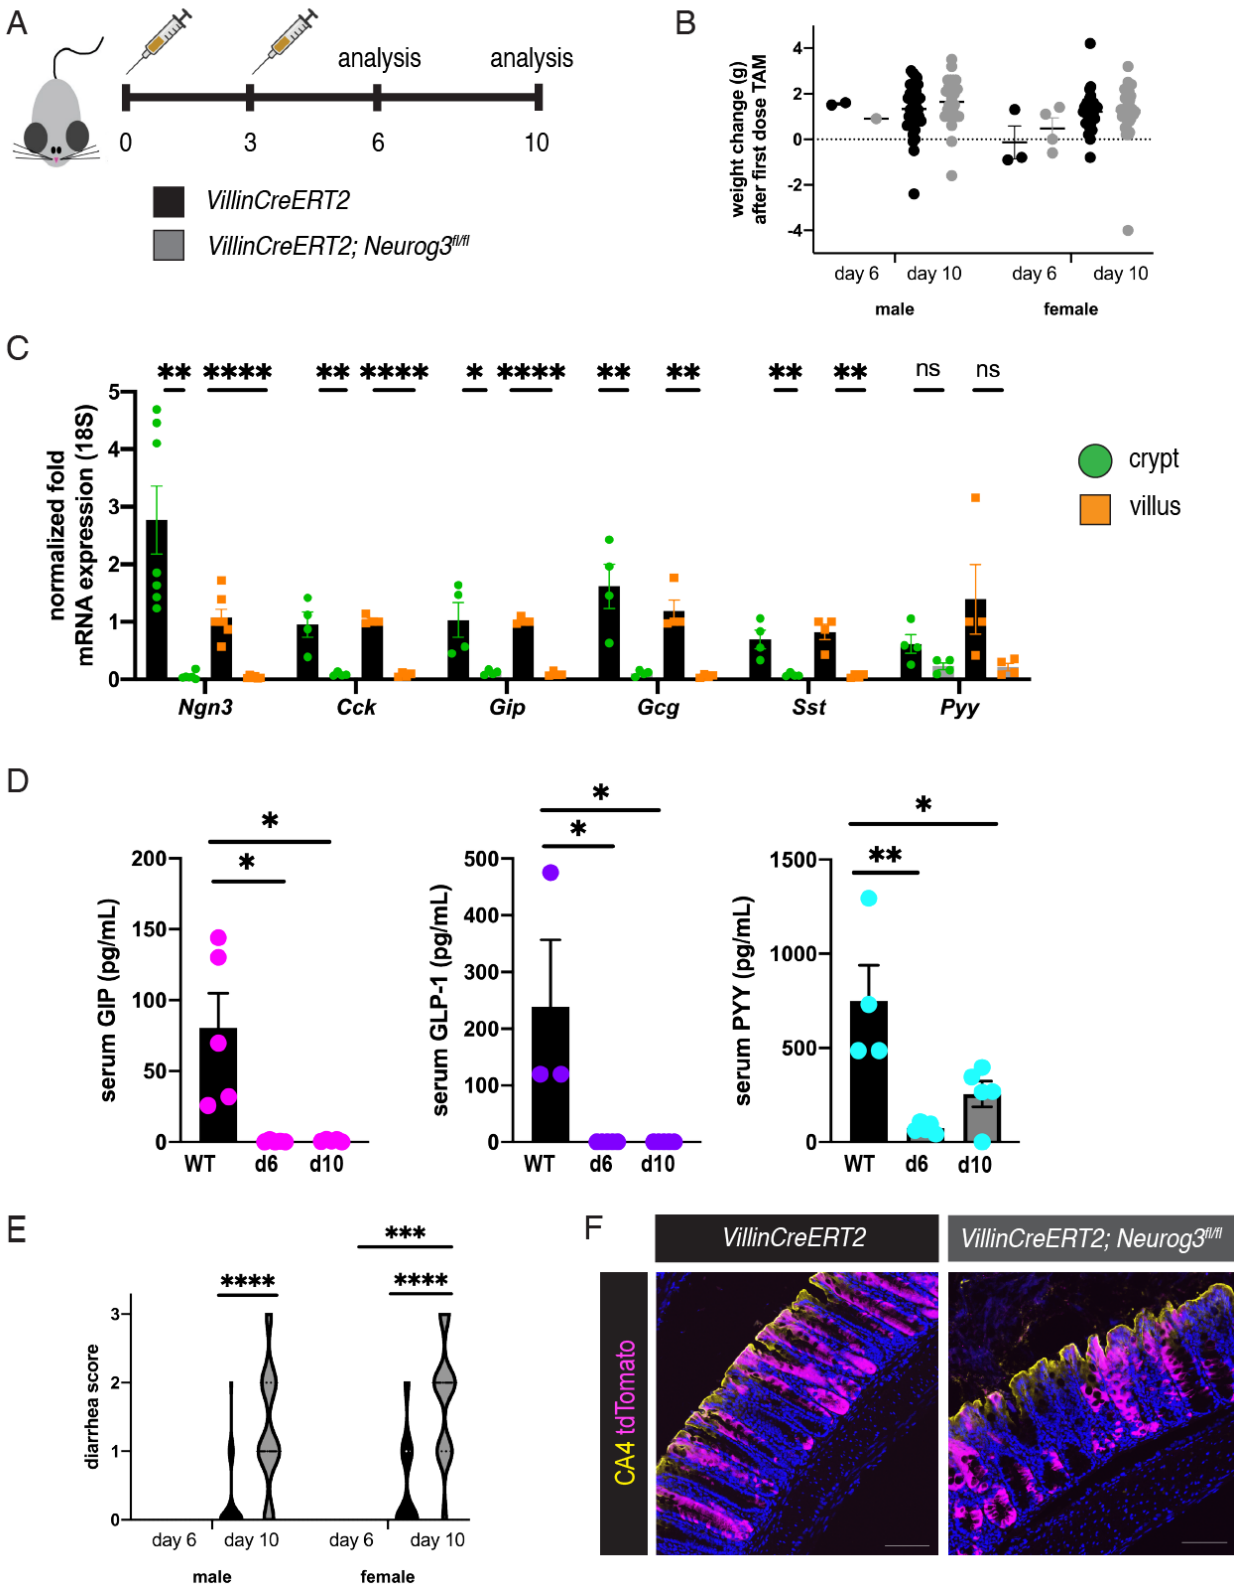 A
analysis
analysis
0
3
6
10
VillinCreERT2
VillinCreERT2; Neurog3fl/fl
B
weight change (g)
after first dose TAM
4
2
0
-2
-4
day 6
day 10
day 6
day 10
male
female
C
normalized fold
mRNA expression (18S)
** **** ** **** * **** ** ** ** ** ns ns
5
4
3
2
1
0
Ngn3
Cck
Gip
Gcg
Sst
Pyy
crypt
villus
D
serum GIP (pg/mL)
200
150
100
50
0
*
*
WT
d6
d10
serum GLP-1 (pg/mL)
500
400
300
200
100
0
*
*
WT
d6
d10
serum PYY (pg/mL)
1500
1000
500
0
*
**
WT
d6
d10
E
diarrhea score
3
2
1
0
****
***
****
day 6
day 10
day 6
day 10
male
female
F
VillinCreERT2
VillinCreERT2; Neurog3fl/fl
CA4 tdTomato